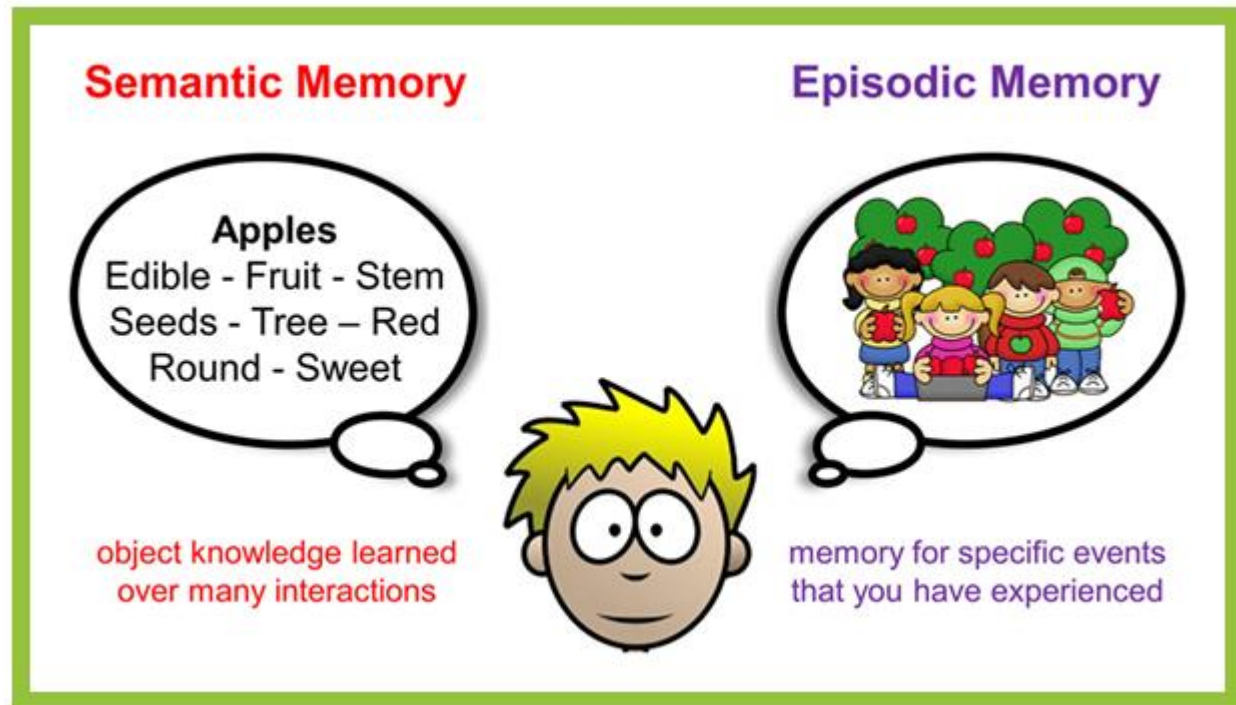 Semantic Memory
Apples
Edible - Fruit - Stem
Seeds - Tree – Red
Round - Sweet
object knowledge learned
over many interactions
Episodic Memory
memory for specific events
that you have experienced